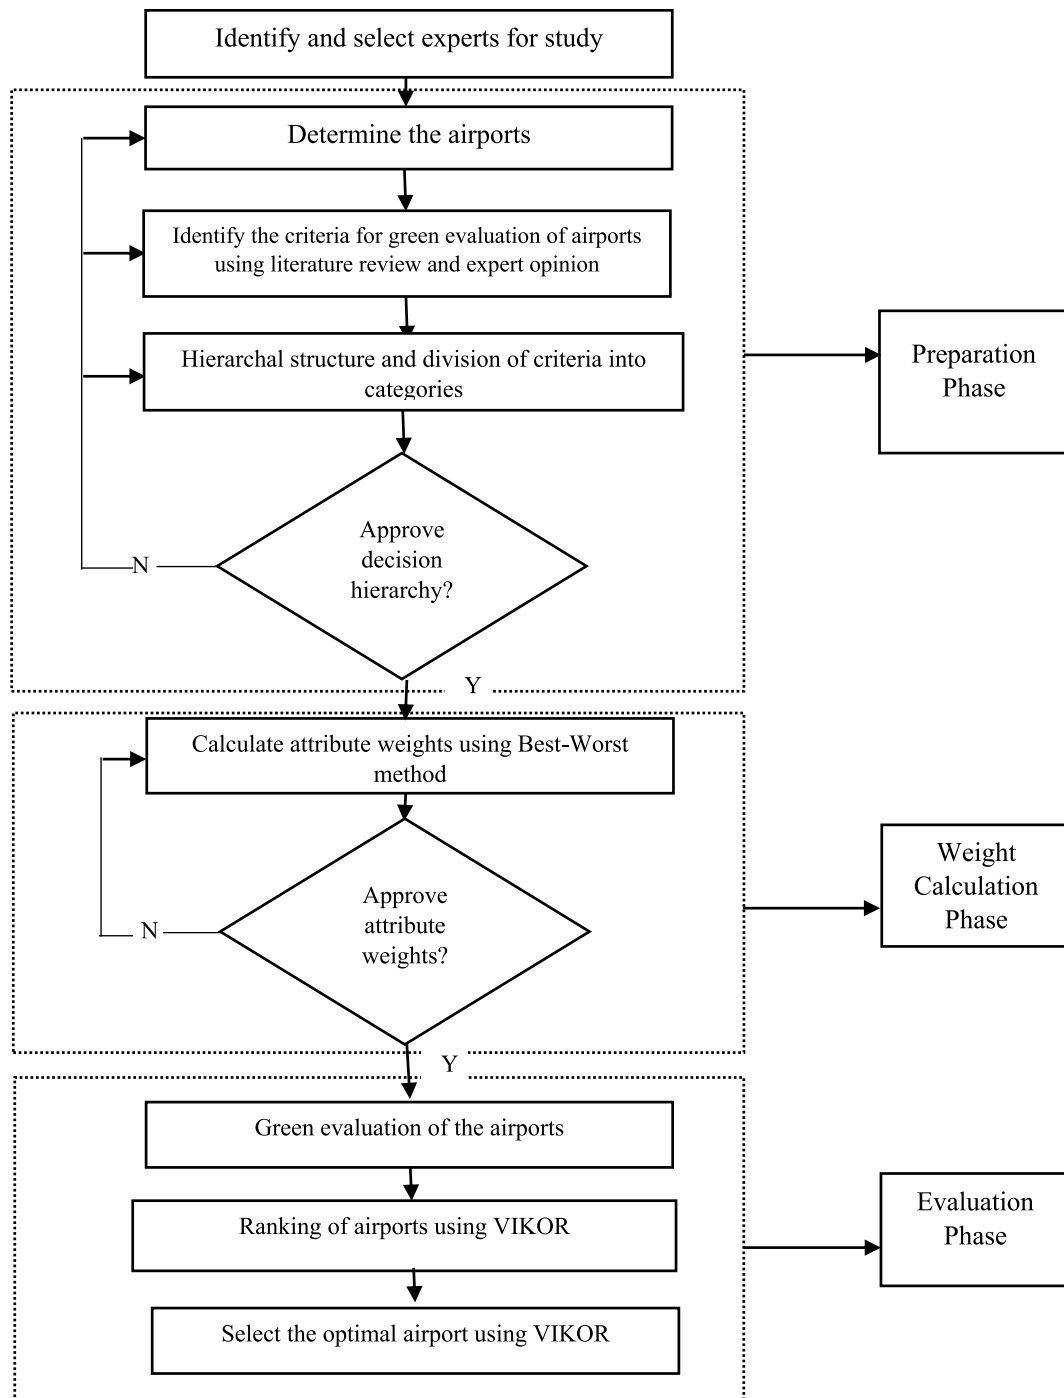 Identify and select experts for study
Determine the airports
Identify the criteria for green evaluation of airports
using literature review and expert opinion
Hierarchal structure and division of criteria into
categories
Preparation
Phase
Approve
decision
hierarchy?
N
Y
Calculate attribute weights using Best-Worst
method
Weight
Calculation
Phase
Approve
attribute
weights?
N
Y
Green evaluation of the airports
Ranking of airports using VIKOR
Evaluation
Phase
Select the optimal airport using VIKOR